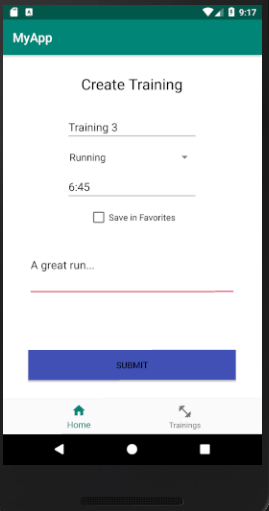 9:17
MyApp
Create Training
Training 3
Running
6:45
Save in Favorites
A great run...
SUBMIT
Home
Trainings